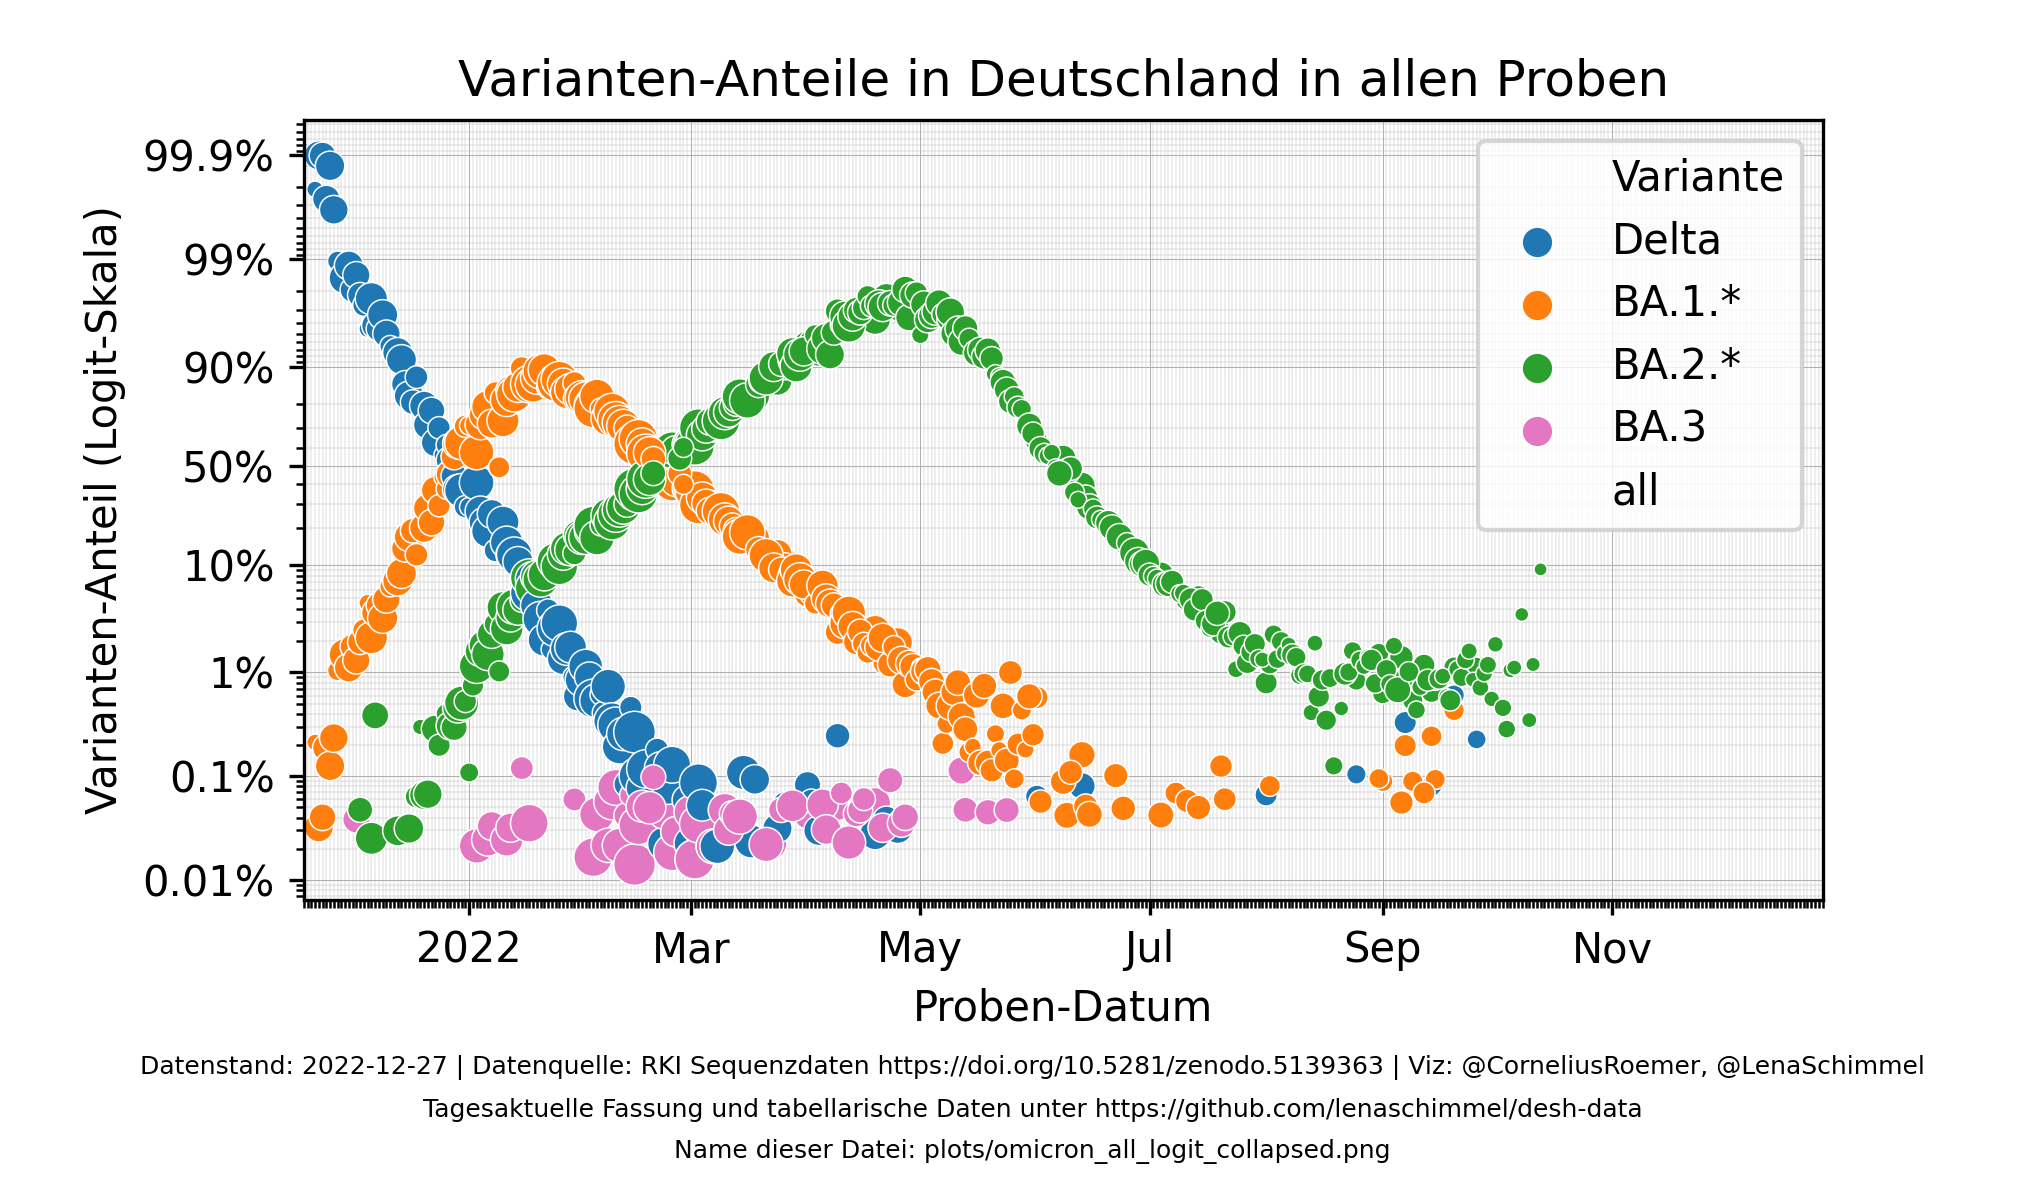 Varianten-Anteile in Deutschland in allen Proben
Varianten-Anteil (Logit-Skala)
99.9%
99%
90%
50%
10%
1%
0.1%
0.01%
Variante
Delta
BA.1.*
BA.2.*
BA.3
all
2022
Mar
May
Jul
Sep
Nov
Proben-Datum
Datenstand: 2022-12-27 | Datenquelle: RKI Sequenzdaten https://doi.org/10.5281/zenodo.5139363 | Viz: @CorneliusRoemer, @LenaSchimmel
Tagesaktuelle Fassung und tabellarische Daten unter https://github.com/lenaschimmel/desh-data
Name dieser Datei: plots/omicron_all_logit_collapsed.png